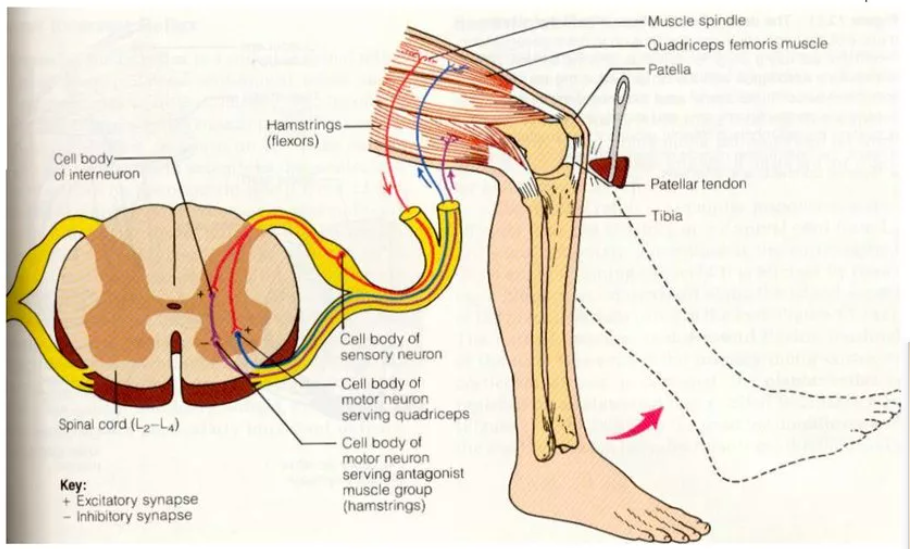 Muscle spindle
Quadriceps femoris muscle
Patella
Hamstrings
(flexors)
Cell body
of interneuron
Patellar tendon
Tibia
+
+
−
Cell body of
sensory neuron
Cell body of
motor neuron
serving quadriceps
Cell body of
motor neuron
serving antagonist
muscle group
(hamstrings)
Spinal cord (L2–L4)
Key:
+ Excitatory synapse
− Inhibitory synapse